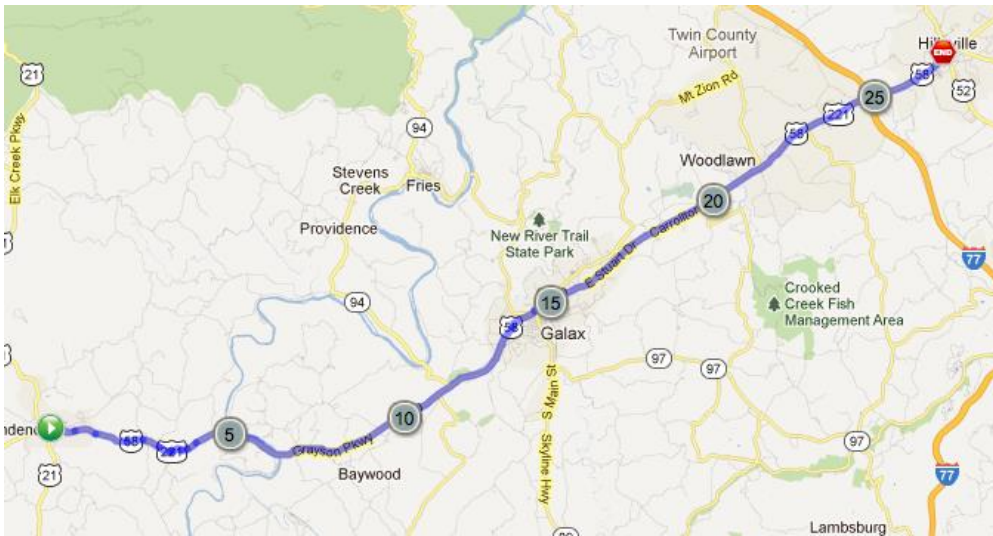 21
Elk Creek Pkwy
94
Stevens
Creek
Fries
Providence
94
Twin County
Airport
Mt Zion Rd
END
58
52
25
221
58
Woodlawn
20
New River Trail
State Park
Carrollton
E Stuart Dr
77
Crooked
Creek Fish
Management Area
15
58
Galax
97
97
S Main St
Skyline Hwy
10
5
58
221
Grayson Pkwy
Baywood
21
97
77
Lambsburg
89